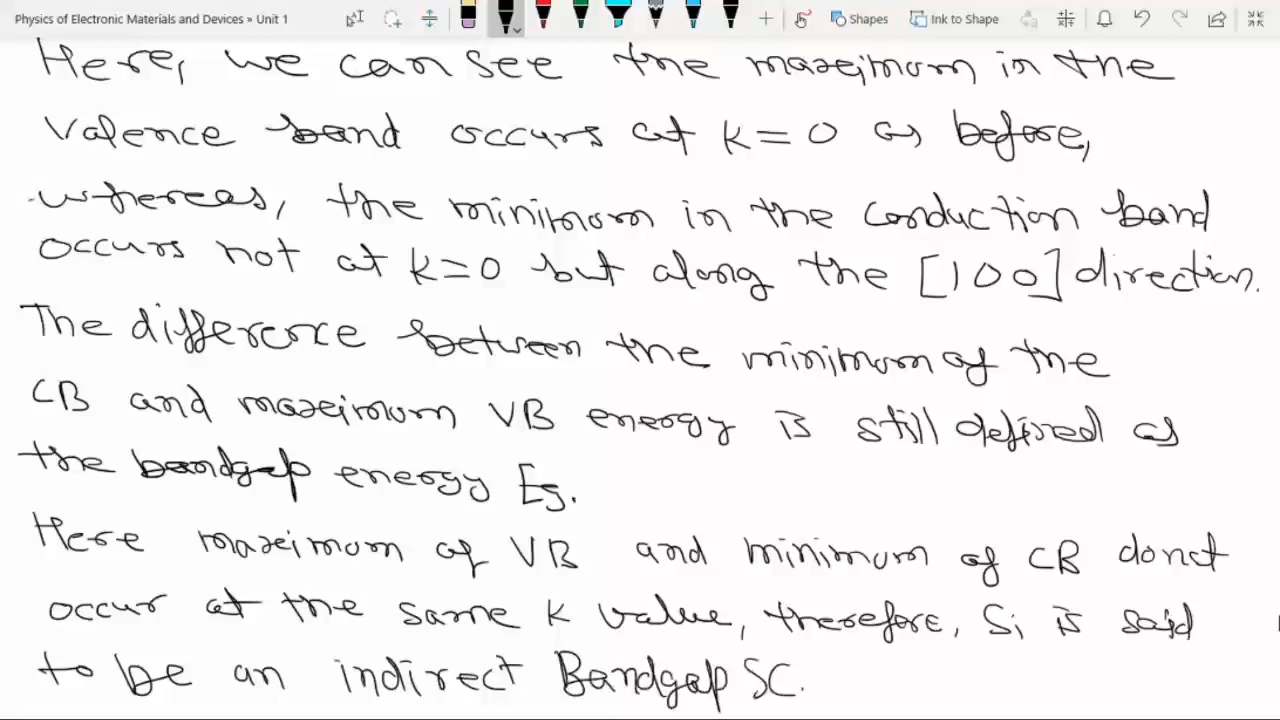 Physics of Electronic Materials and Devices » Unit 1
Shapes
Ink to Shape
Here, we can see the maximum in the
Valence band occurs at k=0 as before,
whereas, the minimum in the conduction band
occurs not at k=0 but along the [100] direction.
The difference between the minimum of the
CB and maximum VB energy is still defined as
the bandgap energy Eg.
Here maximum of VB and minimum of CB donot
occur at the same k value, therefore, Si is said
to be an indirect Bandgap SC.